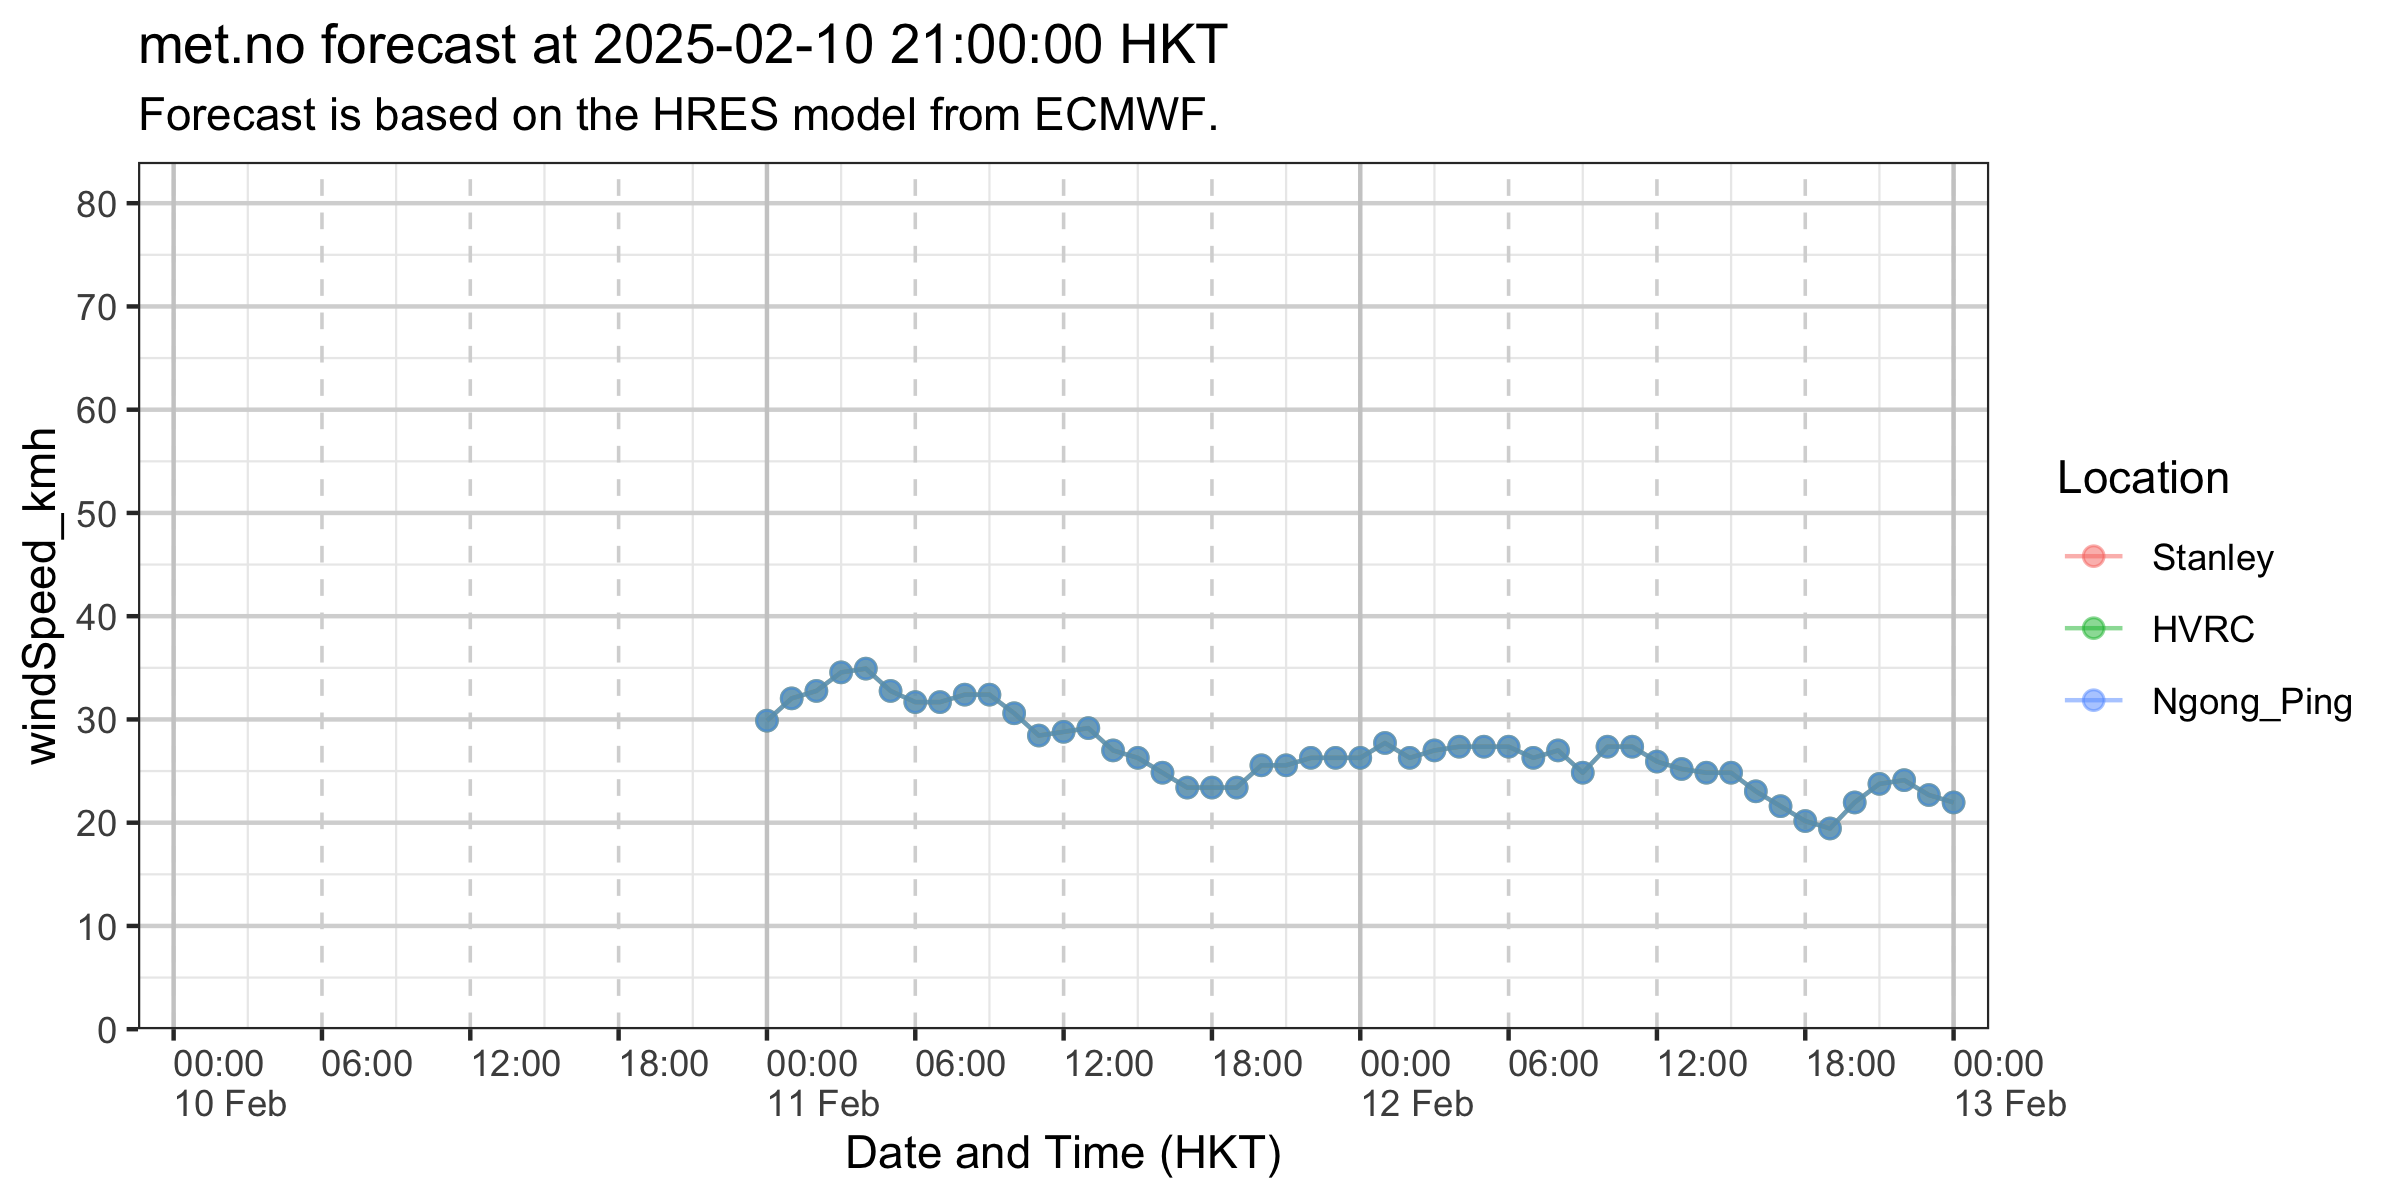 met.no forecast at 2025-02-10 21:00:00 HKT
Forecast is based on the HRES model from ECMWF.
windSpeed_kmh
80
70
60
50
40
30
20
10
0
00:00 06:00 12:00 18:00 00:00 06:00 12:00 18:00 00:00 06:00 12:00 18:00 00:00
10 Feb 11 Feb 12 Feb 13 Feb
Date and Time (HKT)
Location
Stanley
HVRC
Ngong_Ping